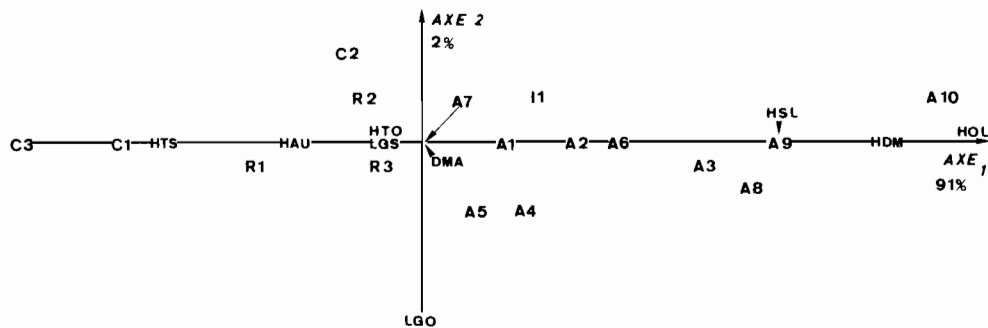 AXE 2
2%
C2
R2
A7
I1
A10
HSL
HTO
HOL
C3 C1 HTS HAU LGS A1 A2 A6 A9 HDM
R1 R3 DMA A3 AXE 1
A8 91%
A5 A4
LGO